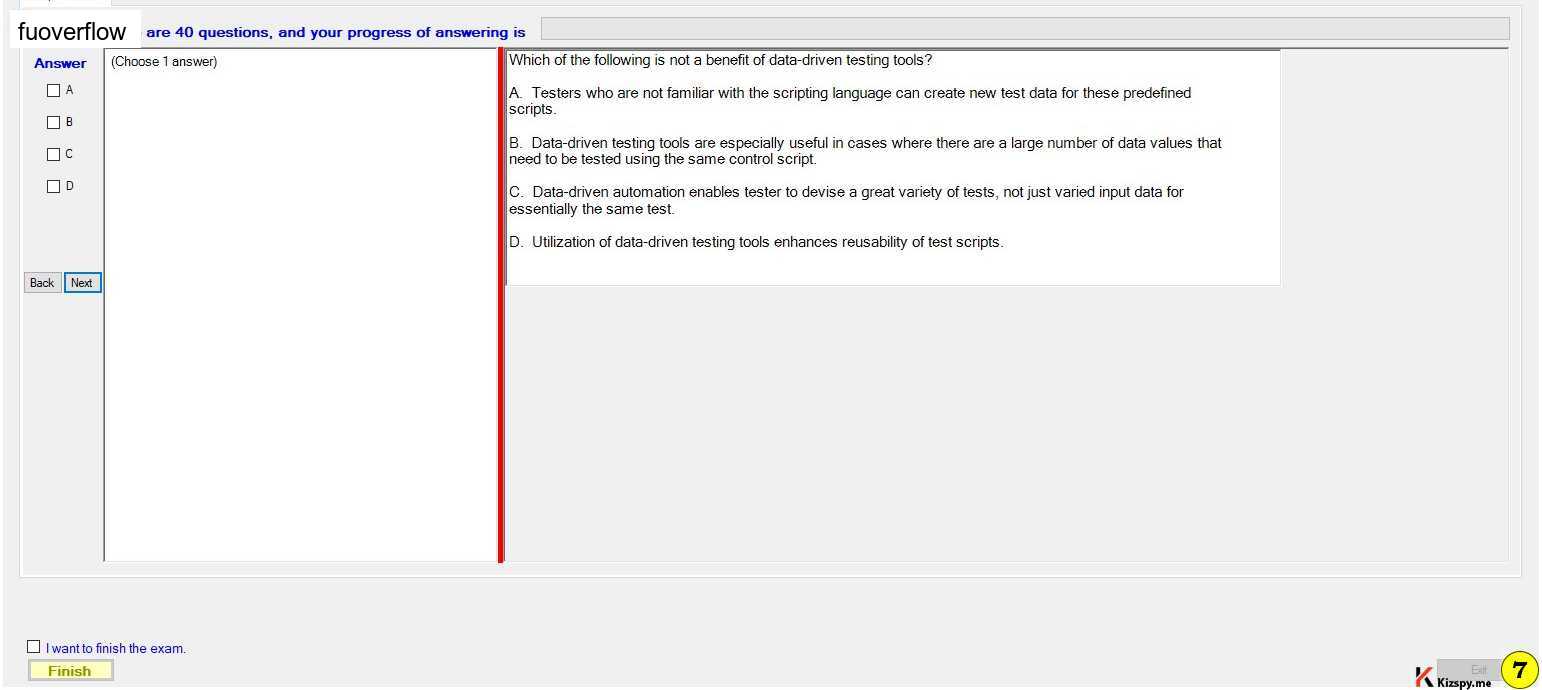 fuoverflow are 40 questions, and your progress of answering is
Answer
(Choose 1 answer)
A
B
C
D
Back Next
Which of the following is not a benefit of data-driven testing tools?
A. Testers who are not familiar with the scripting language can create new test data for these predefined
scripts.
B. Data-driven testing tools are especially useful in cases where there are a large number of data values that
need to be tested using the same control script.
C. Data-driven automation enables tester to devise a great variety of tests, not just varied input data for
essentially the same test.
D. Utilization of data-driven testing tools enhances reusability of test scripts.
I want to finish the exam.
Finish
Exit
Kizspy.me
7